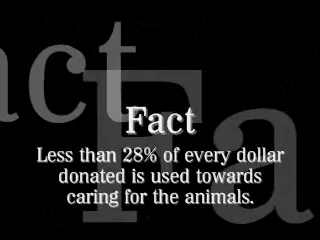 act
Fa
Fact
Less than 28% of every dollar
donated is used towards
caring for the animals.